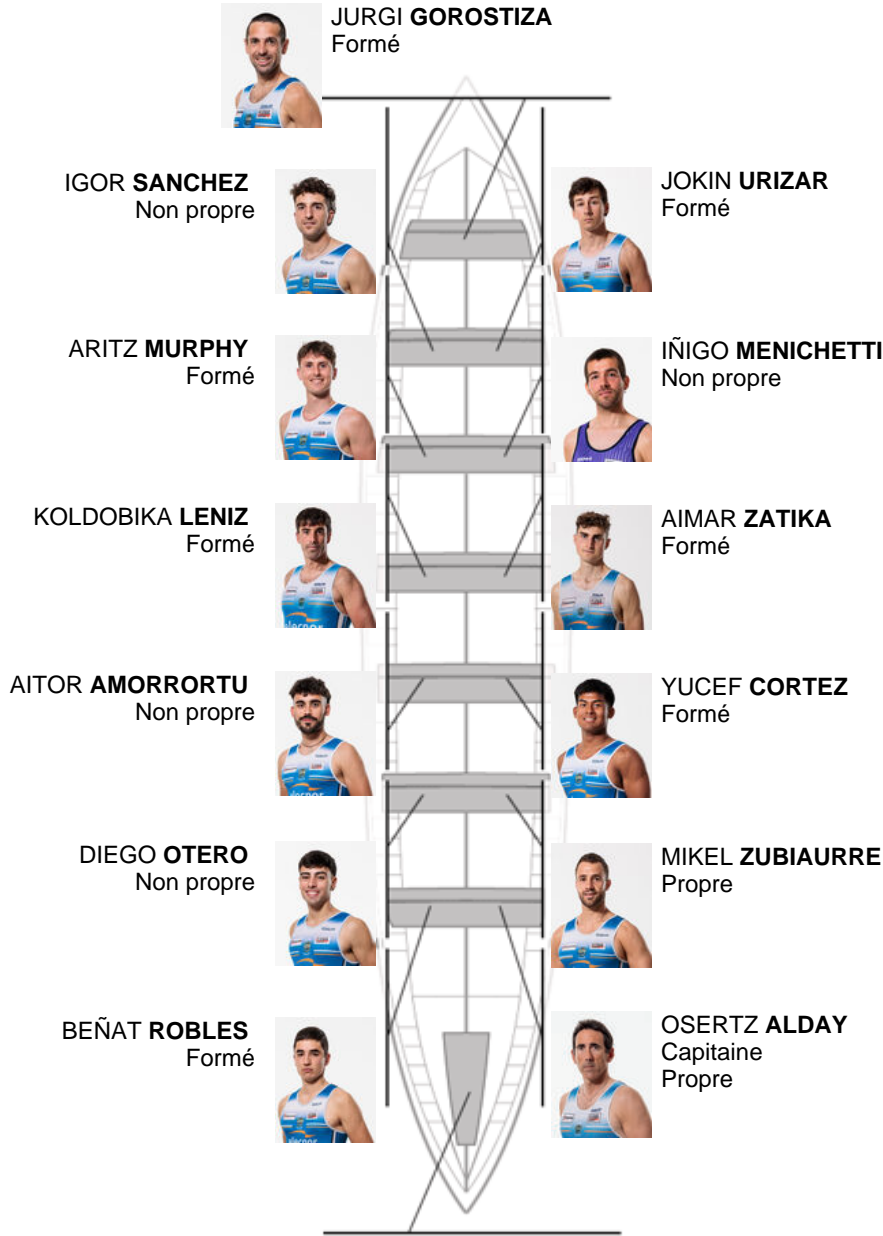 JURGI GOROSTIZA
Formé
IGOR SANCHEZ
Non propre
JOKIN URIZAR
Formé
ARITZ MURPHY
Formé
IÑIGO MENICHETTI
Non propre
KOLDOBIKA LENIZ
Formé
AIMAR ZATIKA
Formé
AITOR AMORRORTU
Non propre
YUCEF CORTEZ
Formé
DIEGO OTERO
Non propre
MIKEL ZUBIAURRE
Propre
BEÑAT ROBLES
Formé
OSERTZ ALDAY
Capitaine
Propre